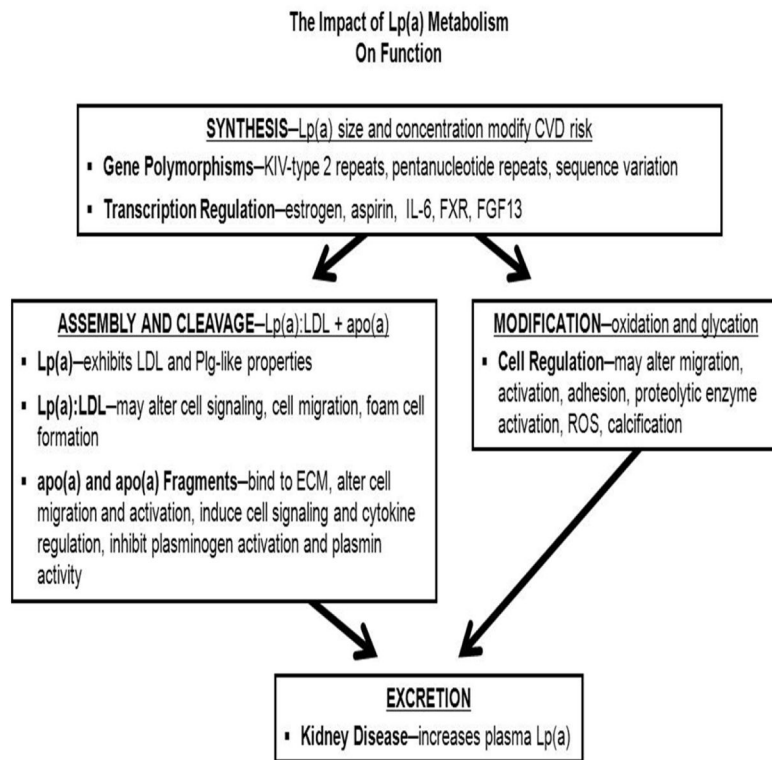 The Impact of Lp(a) Metabolism
On Function
SYNTHESIS—Lp(a) size and concentration modify CVD risk
▪ Gene Polymorphisms—KIV-type 2 repeats, pentanucleotide repeats, sequence variation
▪ Transcription Regulation—estrogen, aspirin, IL-6, FXR, FGF13
ASSEMBLY AND CLEAVAGE—Lp(a):LDL + apo(a)
▪ Lp(a)—exhibits LDL and Plg-like properties
▪ Lp(a):LDL—may alter cell signaling, cell migration, foam cell
formation
▪ apo(a) and apo(a) Fragments—bind to ECM, alter cell
migration and activation, induce cell signaling and cytokine
regulation, inhibit plasminogen activation and plasmin
activity
MODIFICATION—oxidation and glycation
▪ Cell Regulation—may alter migration,
activation, adhesion, proteolytic enzyme
activation, ROS, calcification
EXCRETION
▪ Kidney Disease—increases plasma Lp(a)